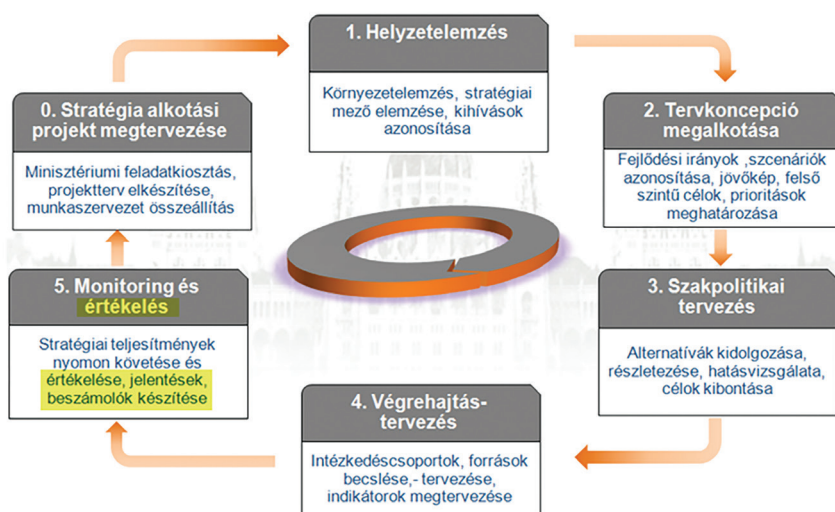 1. Helyzetelemzés
Környezetelemzés, stratégiai
mező elemzése, kihívások
azonosítása
0. Stratégia alkotási
projekt megtervezése
Minisztériumi feladatkiosztás,
projektterv elkészítése,
munkaszervezet összeállítás
2. Tervkoncepció
megalkotása
Fejlődési irányok ,szcenáriók
azonosítása, jövőkép, felső
szintű célok, prioritások
meghatározása
5. Monitoring és
értékelés
Stratégiai teljesítmények
nyomon követése és
értékelése, jelentések,
beszámolók készítése
3. Szakpolitikai
tervezés
Alternatívák kidolgozása,
részletezése, hatásvizsgálata,
célok kibontása
4. Végrehajtás-
tervezés
Intézkedéscsoportok, források
becslése,- tervezése,
indikátorok megtervezése